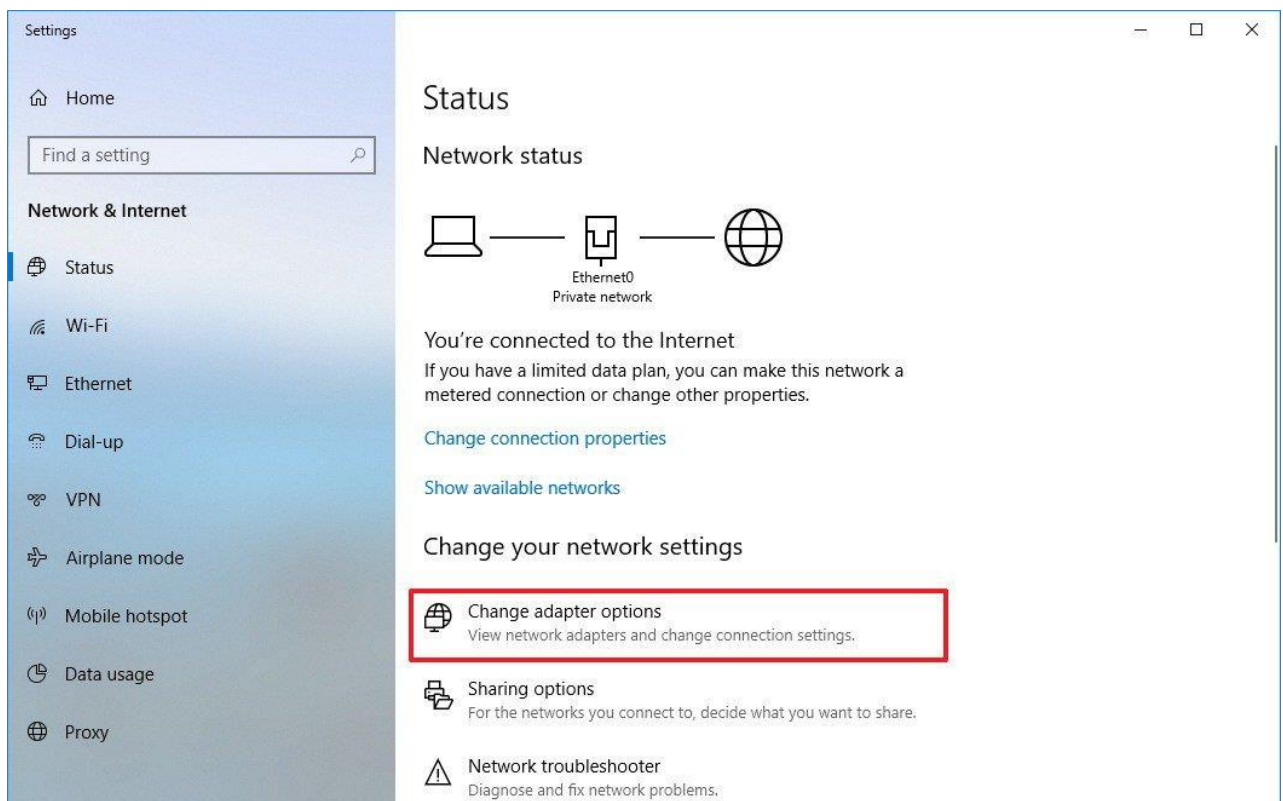 Settings
Home
Find a setting
Network & Internet
Status
Wi-Fi
Ethernet
Dial-up
VPN
Airplane mode
Mobile hotspot
Data usage
Proxy
Status
Network status
Ethernet0
Private network
You’re connected to the Internet
If you have a limited data plan, you can make this network a
metered connection or change other properties.
Change connection properties
Show available networks
Change your network settings
Change adapter options
View network adapters and change connection settings.
Sharing options
For the networks you connect to, decide what you want to share.
Network troubleshooter
Diagnose and fix network problems.